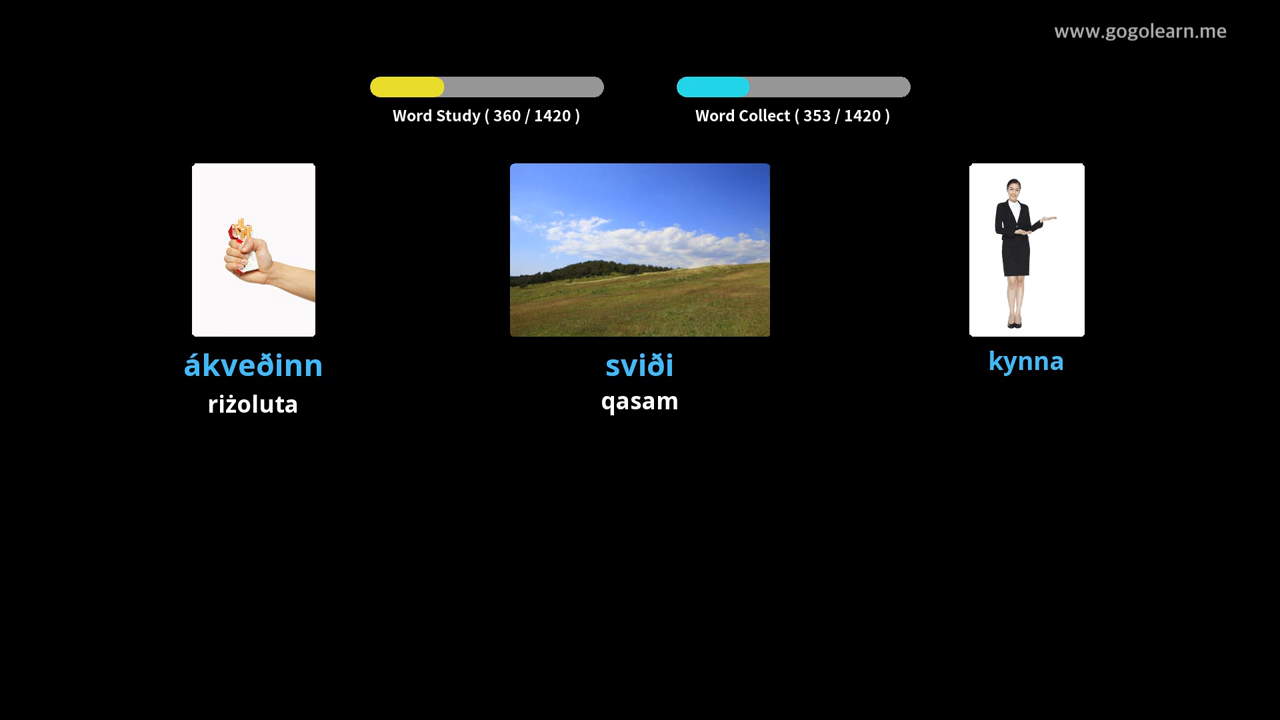 www.gogolearn.me
Word Study ( 360 / 1420 )
Word Collect ( 353 / 1420 )
ákveðinn
riżoluta
sviði
qasam
kynna